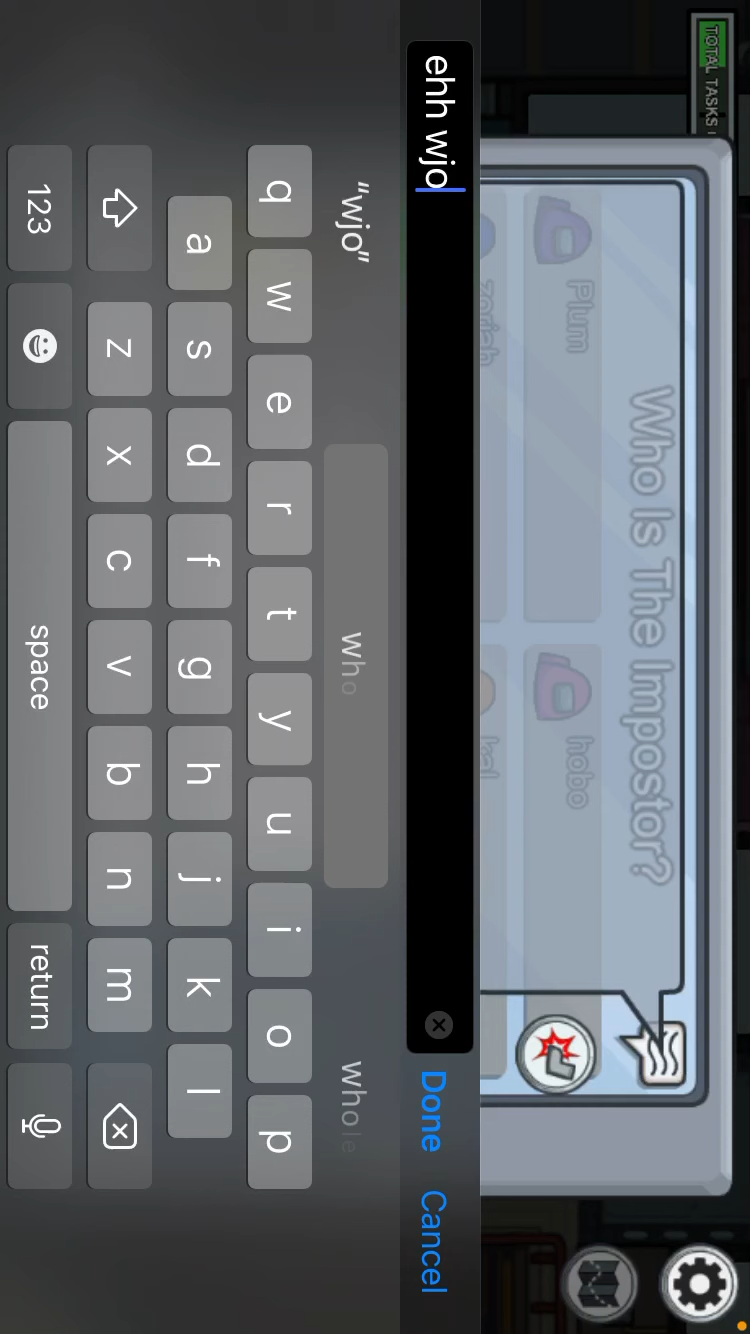 TOTAL TASKS
Who Is The Impostor?
Plum
hobo
ehh wjo
Done
Cancel
"wjo"
who
whole
q w e r t y u i o p
a s d f g h j k l
z x c v b n m
123
space
return